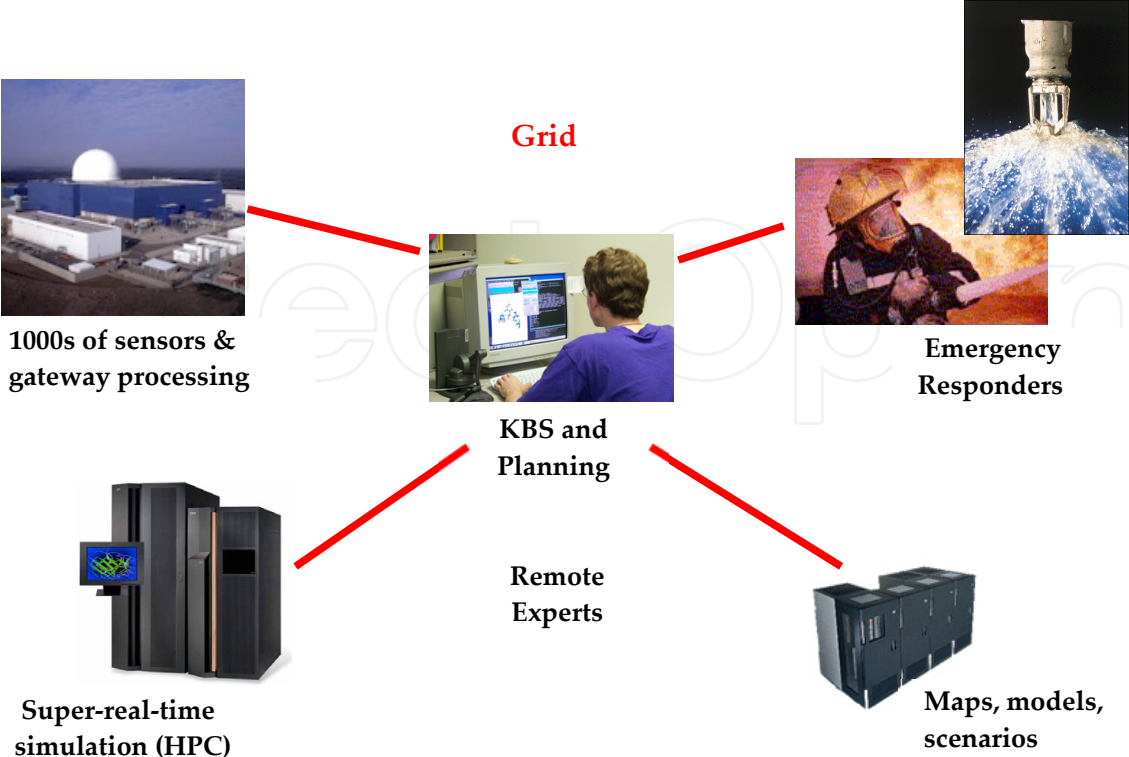 Grid
1000s of sensors &
gateway processing
Emergency
Responders
KBS and
Planning
Remote
Experts
Super-real-time
simulation (HPC)
Maps, models,
scenarios